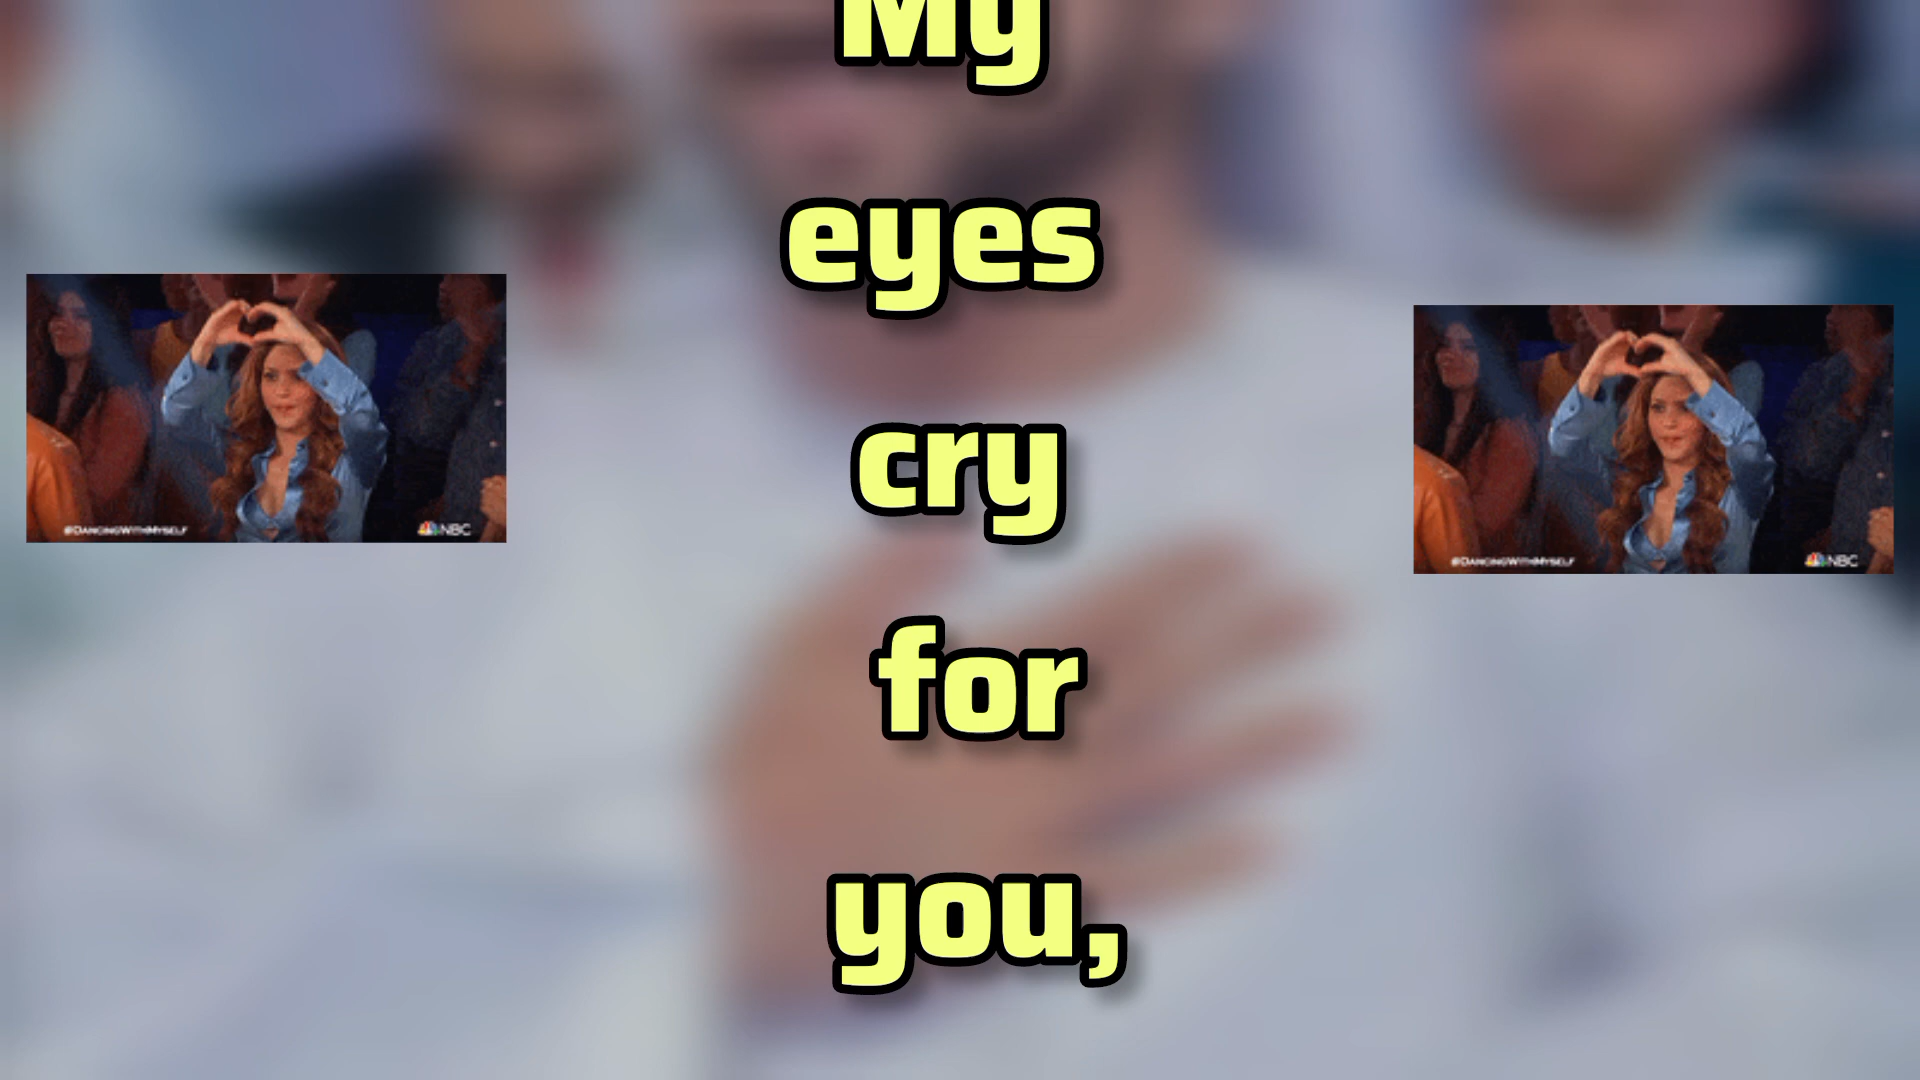 My
eyes
cry
for
you,
#DANCINGWITHMYSELF
NBC
#DANCINGWITHMYSELF
NBC